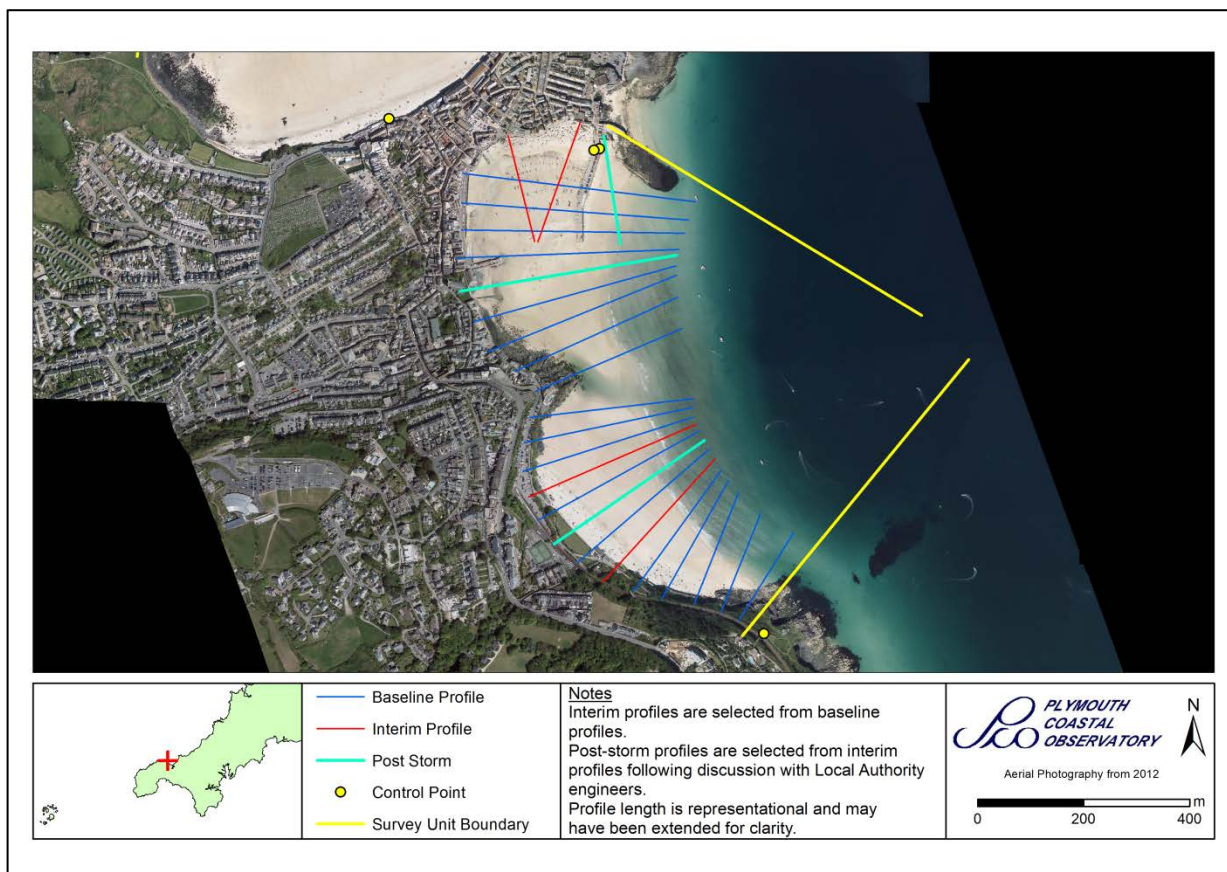 Baseline Profile
Interim Profile
Post Storm
Control Point
Survey Unit Boundary
Notes
Interim profiles are selected from baseline
profiles.
Post-storm profiles are selected from interim
profiles following discussion with Local Authority
engineers.
Profile length is representational and may
have been extended for clarity.
PLYMOUTH
COASTAL
OBSERVATORY
N
Aerial Photography from 2012
m
0 200 400